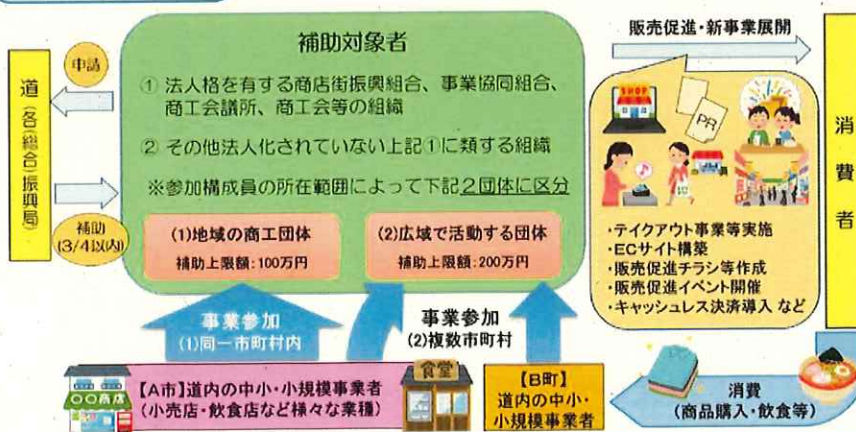 販売促進・新事業展開
道(各(総合)振興局)
申請
補助
(3/4以内)
補助対象者
① 法人格を有する商店街振興組合、事業協同組合、
商工会議所、商工会等の組織
② その他法人化されていない上記①に類する組織
※参加構成員の所在範囲によって下記2団体に区分
(1)地域の商工団体
補助上限額:100万円
(2)広域で活動する団体
補助上限額:200万円
SHOP
PR
・テイクアウト事業等実施
・ECサイト構築
・販売促進チラシ等作成
・販売促進イベント開催
・キャッシュレス決済導入 など
消費者
事業参加
(1)同一市町村内
事業参加
(2)複数市町村
〇〇商店
【A市】道内の中小・小規模事業者
(小売店・飲食店など様々な業種)
食堂
【B町】
道内の中小・
小規模事業者
消費
(商品購入・飲食等)